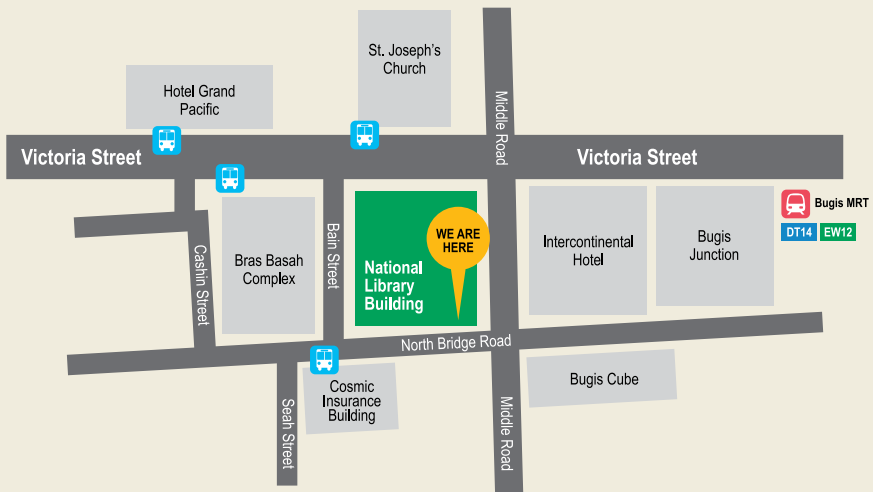 St. Joseph's
Church
Hotel Grand
Pacific
Middle Road
Victoria Street
Victoria Street
Bugis MRT
DT14 EW12
Cashin Street
Bras Basah
Complex
Bain Street
National
Library
Building
WE ARE
HERE
Intercontinental
Hotel
Bugis
Junction
North Bridge Road
Seah Street
Cosmic
Insurance
Building
Middle Road
Bugis Cube